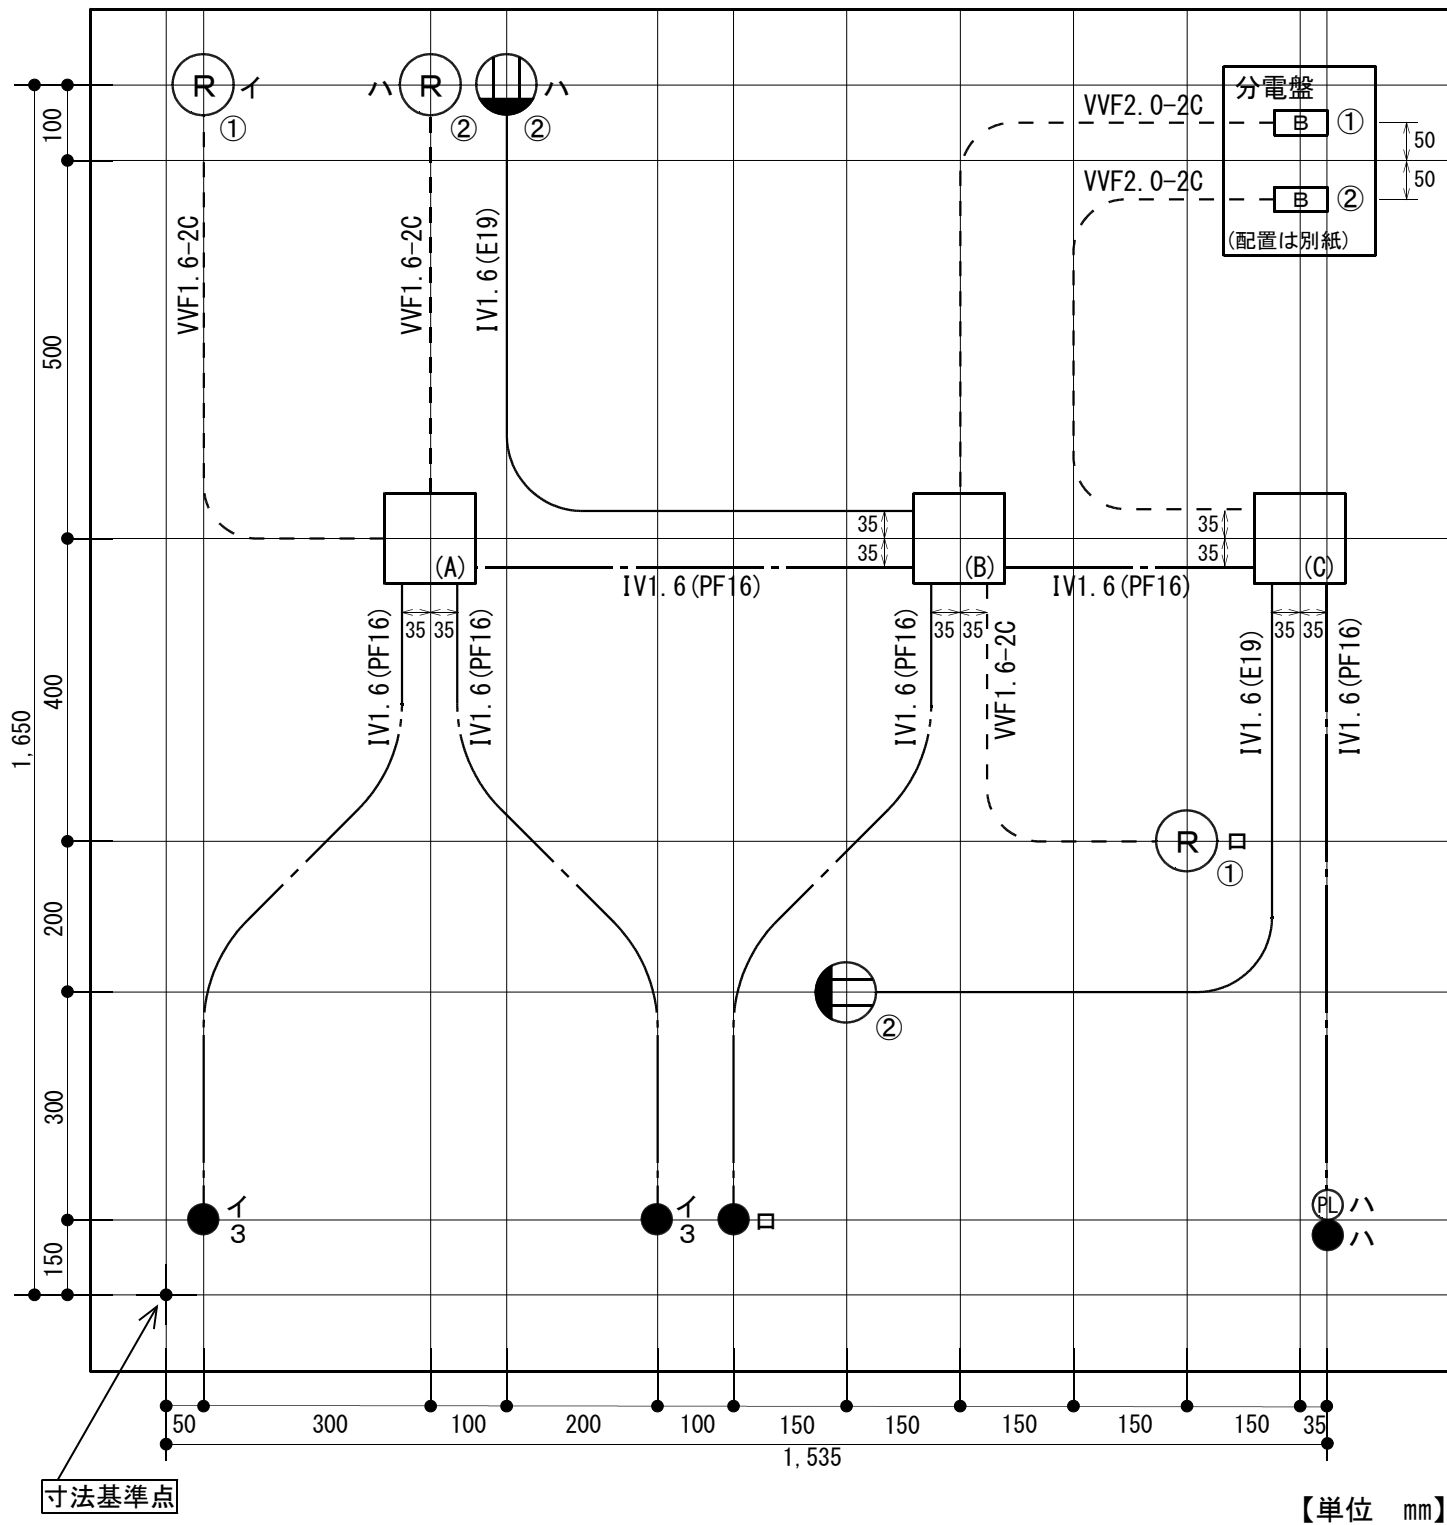 R イ
①
ハ R
②
ハ
②
分電盤
VVF2.0-2C
B ①
50
VVF2.0-2C
50
B ②
(配置は別紙)
100
500
400
200
300
150
1,650
VVF1.6-2C
VVF1.6-2C
IV1.6(E19)
35
35
35
35
(A)
(B)
(C)
IV1.6(PF16)
IV1.6(PF16)
35 35
35 35
35 35
IV1.6(PF16)
IV1.6(PF16)
IV1.6(PF16)
VVF1.6-2C
IV1.6(E19)
IV1.6(PF16)
R ロ
①
②
イ
3
イ
3
ロ
PL ハ
ハ
50 300 100 200 100 150 150 150 150 150 35
1,535
寸法基準点
【単位 mm】